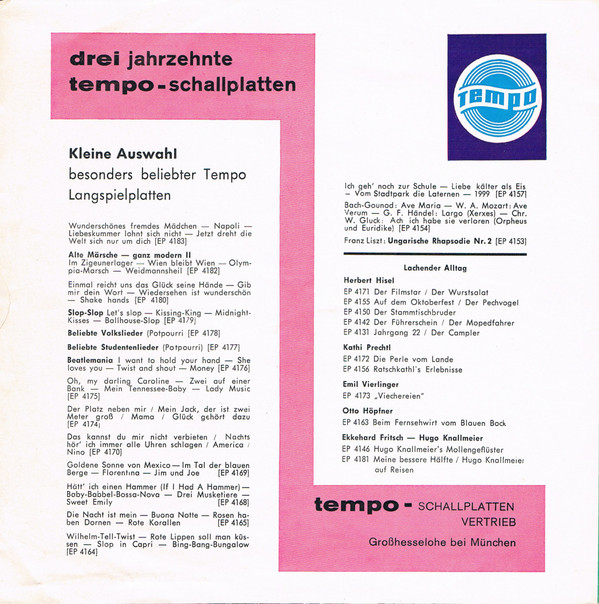 drei jahrzehnte
tempo-schallplatten
TEMPO
Kleine Auswahl
besonders beliebter Tempo
Langspielplatten
Wunderschönes fremdes Mädchen — Napoli —
Liebeskummer lohnt sich nicht — Jetzt dreht die
Welt sich nur um dich [EP 4183]
Alte Märsche — ganz modern II
Im Zigeunerlager — Wien bleibt Wien — Olym-
pia-Marsch — Weidmannsheil [EP 4182]
Einmal reicht uns das Glück seine Hände — Gib
mir dein Wort — Wiedersehen ist wunderschön
— Shake hands [EP 4180]
Slop-Slop Let's slop — Kissing-King — Midnight-
Kisses — Ballhouse-Slop [EP 4179]
Beliebte Volkslieder (Potpourri [EP 4178]
Beliebte Studentenlieder (Potpourri) [EP 4177]
Beatlemania I want to hold your hand — She
loves you — Twist and shout — Money [EP 4176]
Oh, my darling Caroline — Zwei auf einer
Bank — Mein Tennessee-Baby — Lady Music
[EP 4175]
Der Platz neben mir / Mein Jack, der ist zwei
Meter groß / Mama / Glück gehört dazu
[EP 4174]
Das kannst du mir nicht verbieten / Nachts
hör' ich immer alle Uhren schlagen / America /
Nino [EP 4170]
Goldene Sonne von Mexico — Im Tal der blauen
Berge — Florentina — Jim und Joe [EP 4169]
Hätt' ich einen Hammer (If I Had A Hammer) —
Baby-Babbel-Bossa-Nova — Drei Musketiere —
Sweet Emily [EP 4168]
Die Nacht ist mein — Buona Notte — Rosen ha-
ben Dornen — Rote Korallen [EP 4165]
Wilhelm-Tell-Twist — Rote Lippen soll man küs-
sen — Slop in Capri — Bing-Bang-Bungalow
[EP 4164]
Ich geh' noch zur Schule — Liebe kälter als Eis
— Vom Stadtpark die Laternen — 1999 [EP 4157]
Bach-Gounod: Ave Maria — W. A. Mozart: Ave
Verum — G. F. Händel: Largo (Xerxes) — Chr.
W. Gluck: Ach ich habe sie verloren (Orpheus
und Euridike) [EP 4154]
Franz Liszt: Ungarische Rhapsodie Nr. 2 [EP 4153]
Lachender Alltag
Herbert Hisel
EP 4171 Der Filmstar / Der Wurstsalat
EP 4155 Auf dem Oktoberfest / Der Pechvogel
EP 4150 Der Stammtischbruder
EP 4142 Der Führerschein / Der Mopedfahrer
EP 4131 Jahrgang 22 / Der Campler
Kathi Prechtl
EP 4172 Die Perle vom Lande
EP 4156 Ratschkathl's Erlebnisse
Emil Vierlinger
EP 4173 „Viechereien"
Otto Höpfner
EP 4163 Beim Fernsehwirt vom Blauen Bock
Ekkehard Fritsch — Hugo Knallmeier
EP 4146 Hugo Knallmeier's Mollengeflüster
EP 4181 Meine bessere Hälfte / Hugo Knallmeier
auf Reisen
tempo - SCHALLPLATTEN
VERTRIEB
Großhesselohe bei München